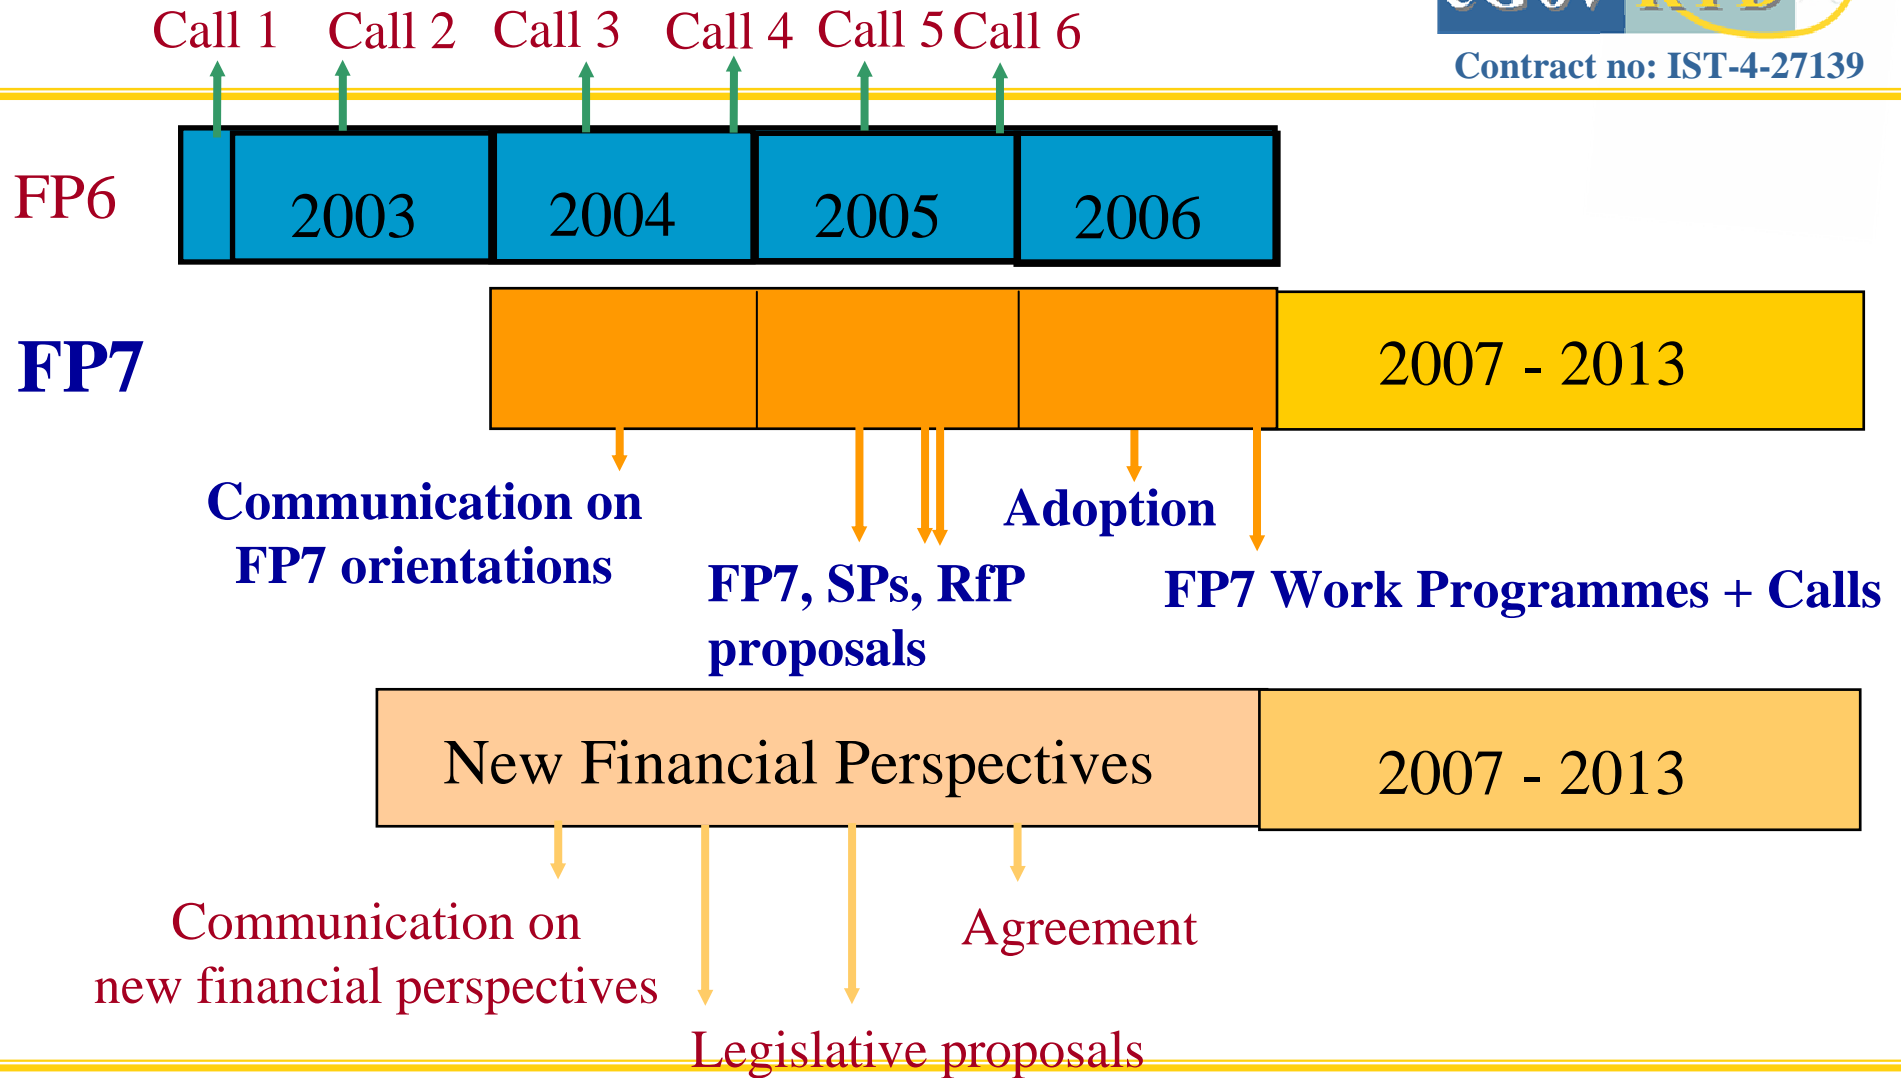 Call 1 Call 2 Call 3 Call 4 Call 5 Call 6
Contract no: IST-4-27139
FP6
2003 2004 2005 2006
FP7
2007 - 2013
Communication on
FP7 orientations
FP7, SPs, RfP
proposals
Adoption
FP7 Work Programmes + Calls
New Financial Perspectives
2007 - 2013
Communication on
new financial perspectives
Legislative proposals
Agreement